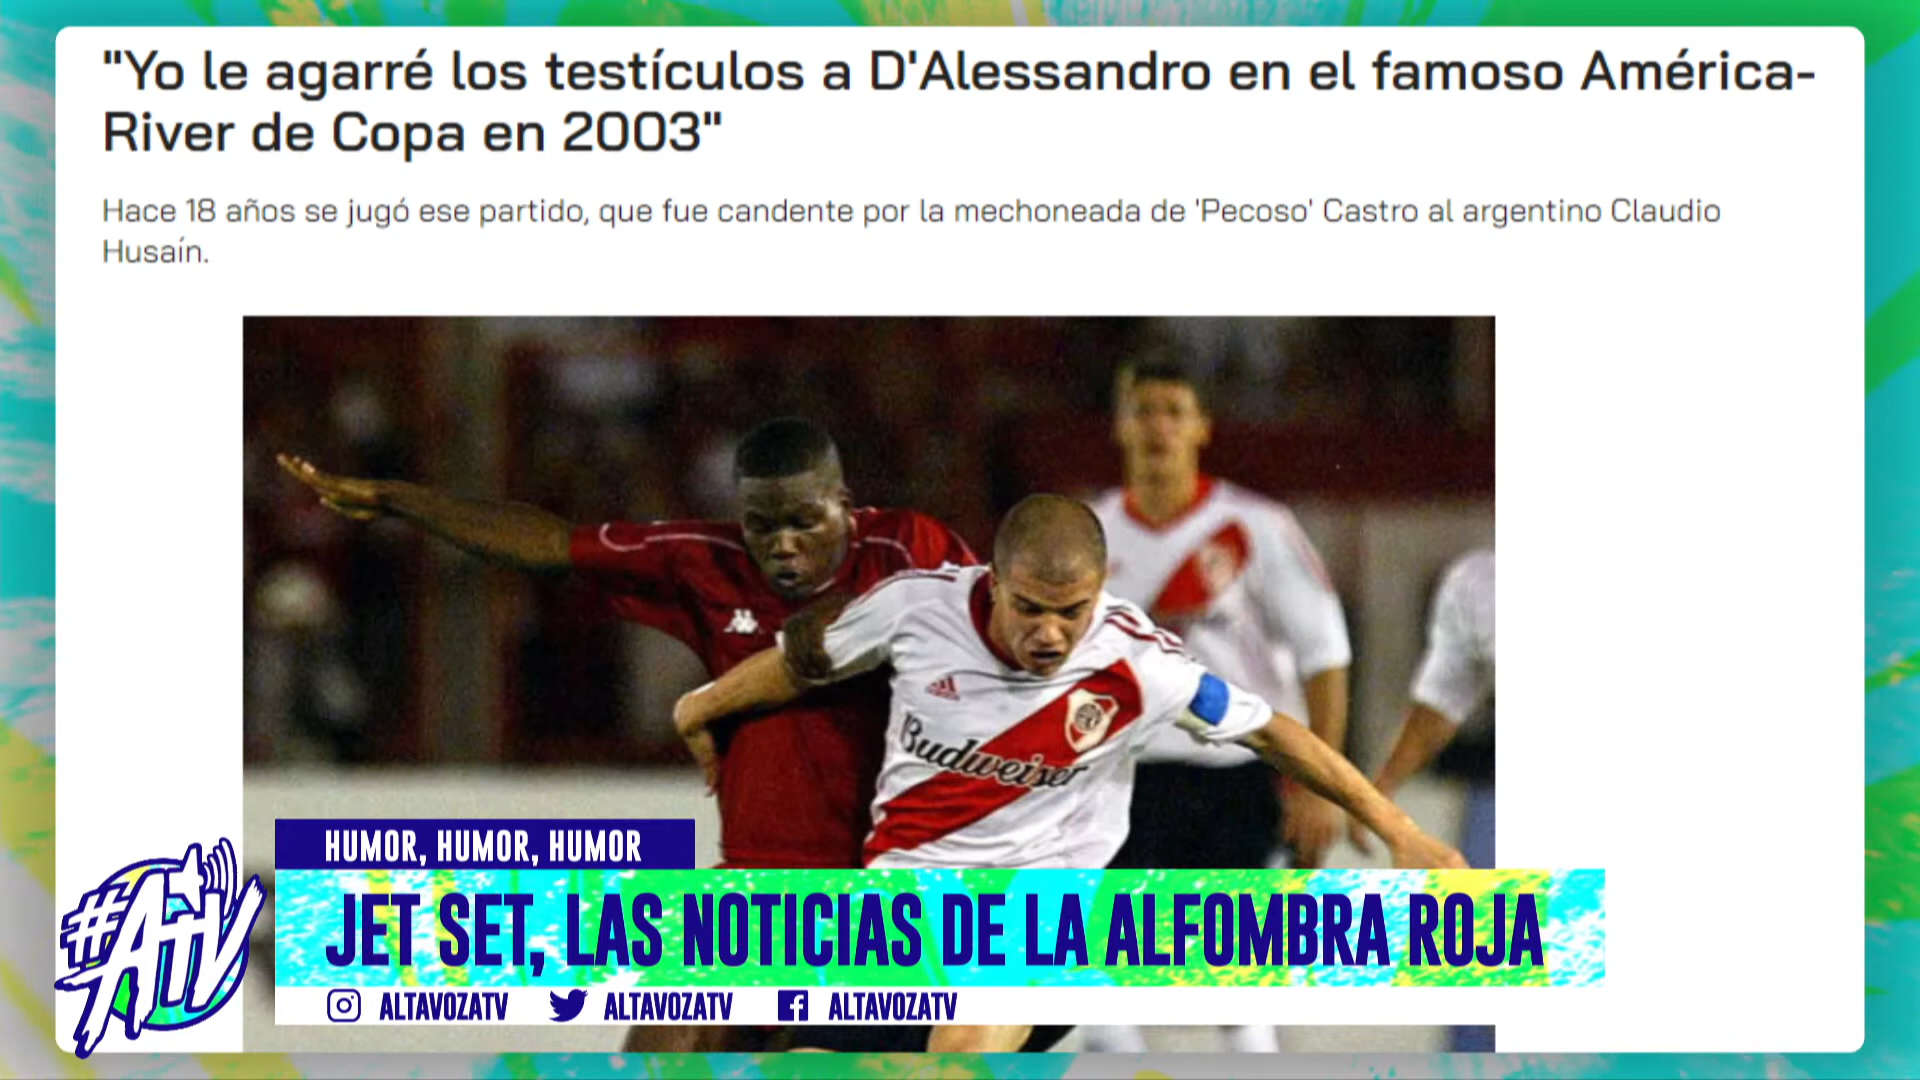 "Yo le agarré los testículos a D'Alessandro en el famoso América-
River de Copa en 2003"
Hace 18 años se jugó ese partido, que fue candente por la mechoneada de 'Pecoso' Castro al argentino Claudio
Husaín.
Budweiser
HUMOR, HUMOR, HUMOR
#ATV
JET SET, LAS NOTICIAS DE LA ALFOMBRA ROJA
ALTAVOZATV ALTAVOZATV ALTAVOZATV